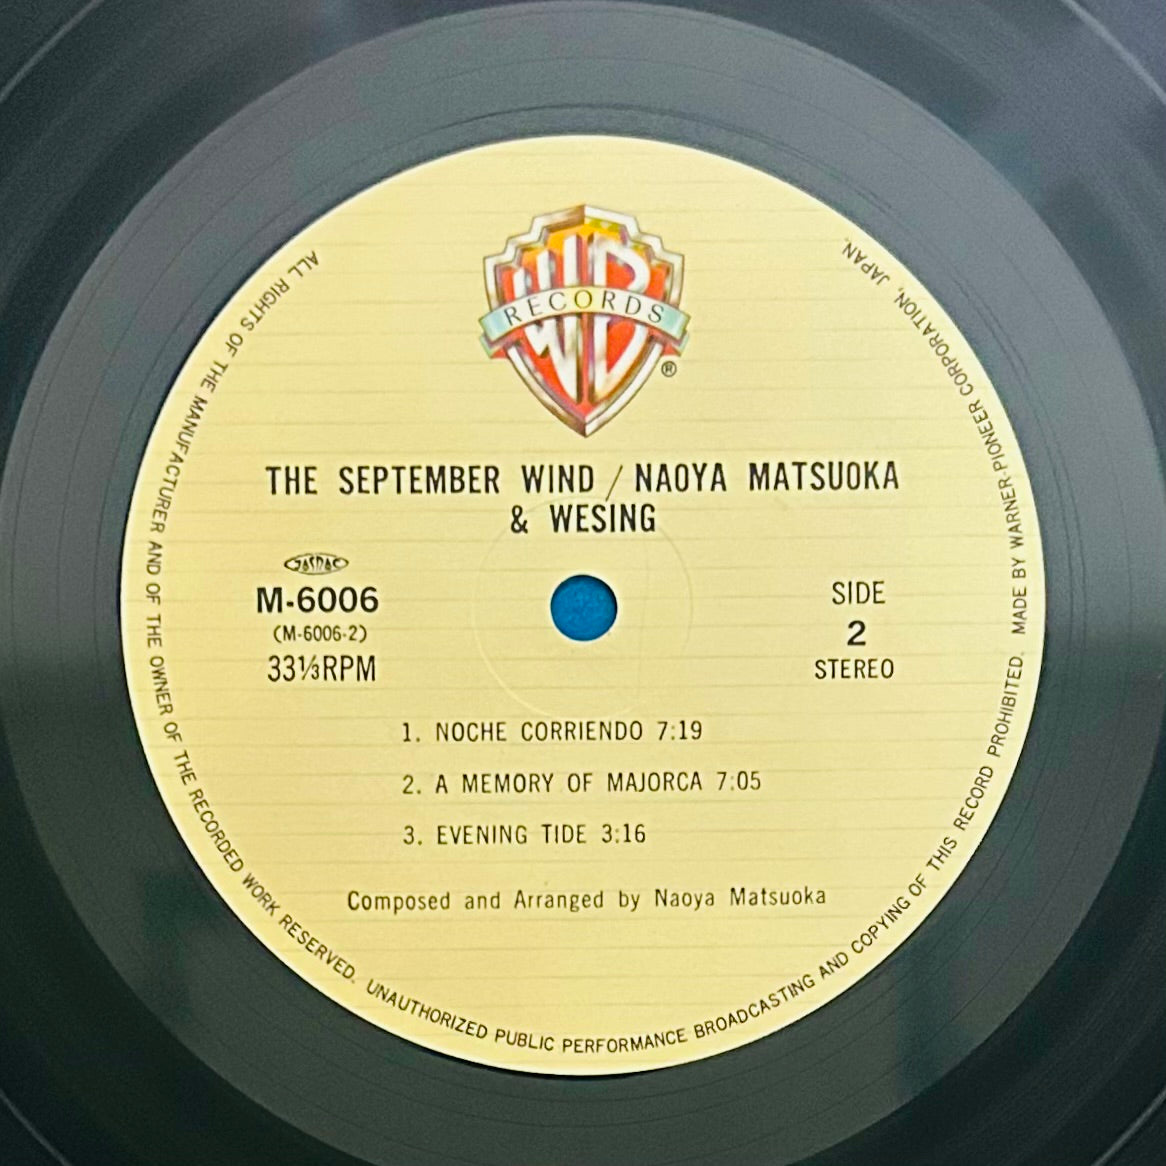 WB
RECORDS
®
THE SEPTEMBER WIND / NAOYA MATSUOKA
& WESING
JASRAC
M-6006
(M-6006-2)
33⅓RPM
SIDE
2
STEREO
1. NOCHE CORRIENDO 7:19
2. A MEMORY OF MAJORCA 7:05
3. EVENING TIDE 3:16
Composed and Arranged by Naoya Matsuoka
ALL RIGHTS OF THE MANUFACTURER AND OF THE OWNER OF THE RECORDED WORK RESERVED. UNAUTHORIZED PUBLIC PERFORMANCE BROADCASTING AND COPYING OF THIS RECORD PROHIBITED. MADE BY WARNER-PIONEER CORPORATION, JAPAN.